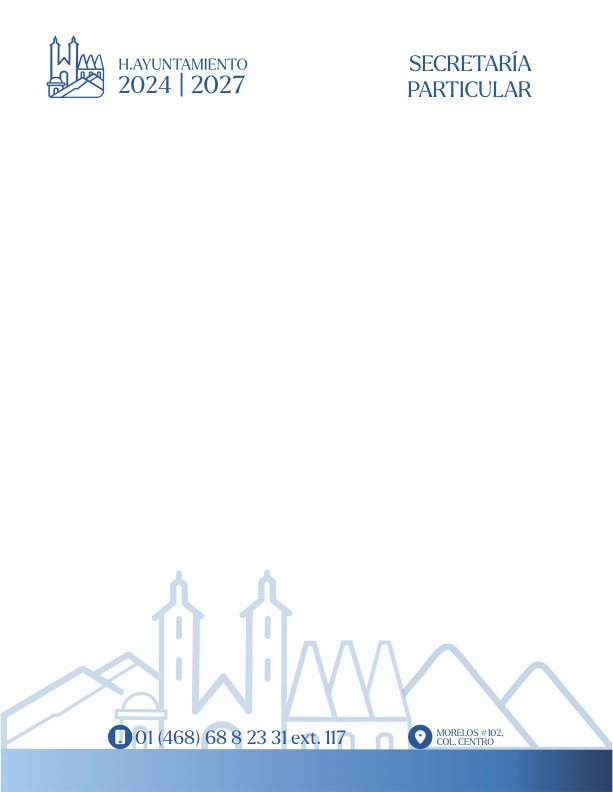 H.AYUNTAMIENTO
2024 | 2027
SECRETARÍA
PARTICULAR
01 (468) 68 8 23 31 ext. 117
MORELOS #102,
COL. CENTRO